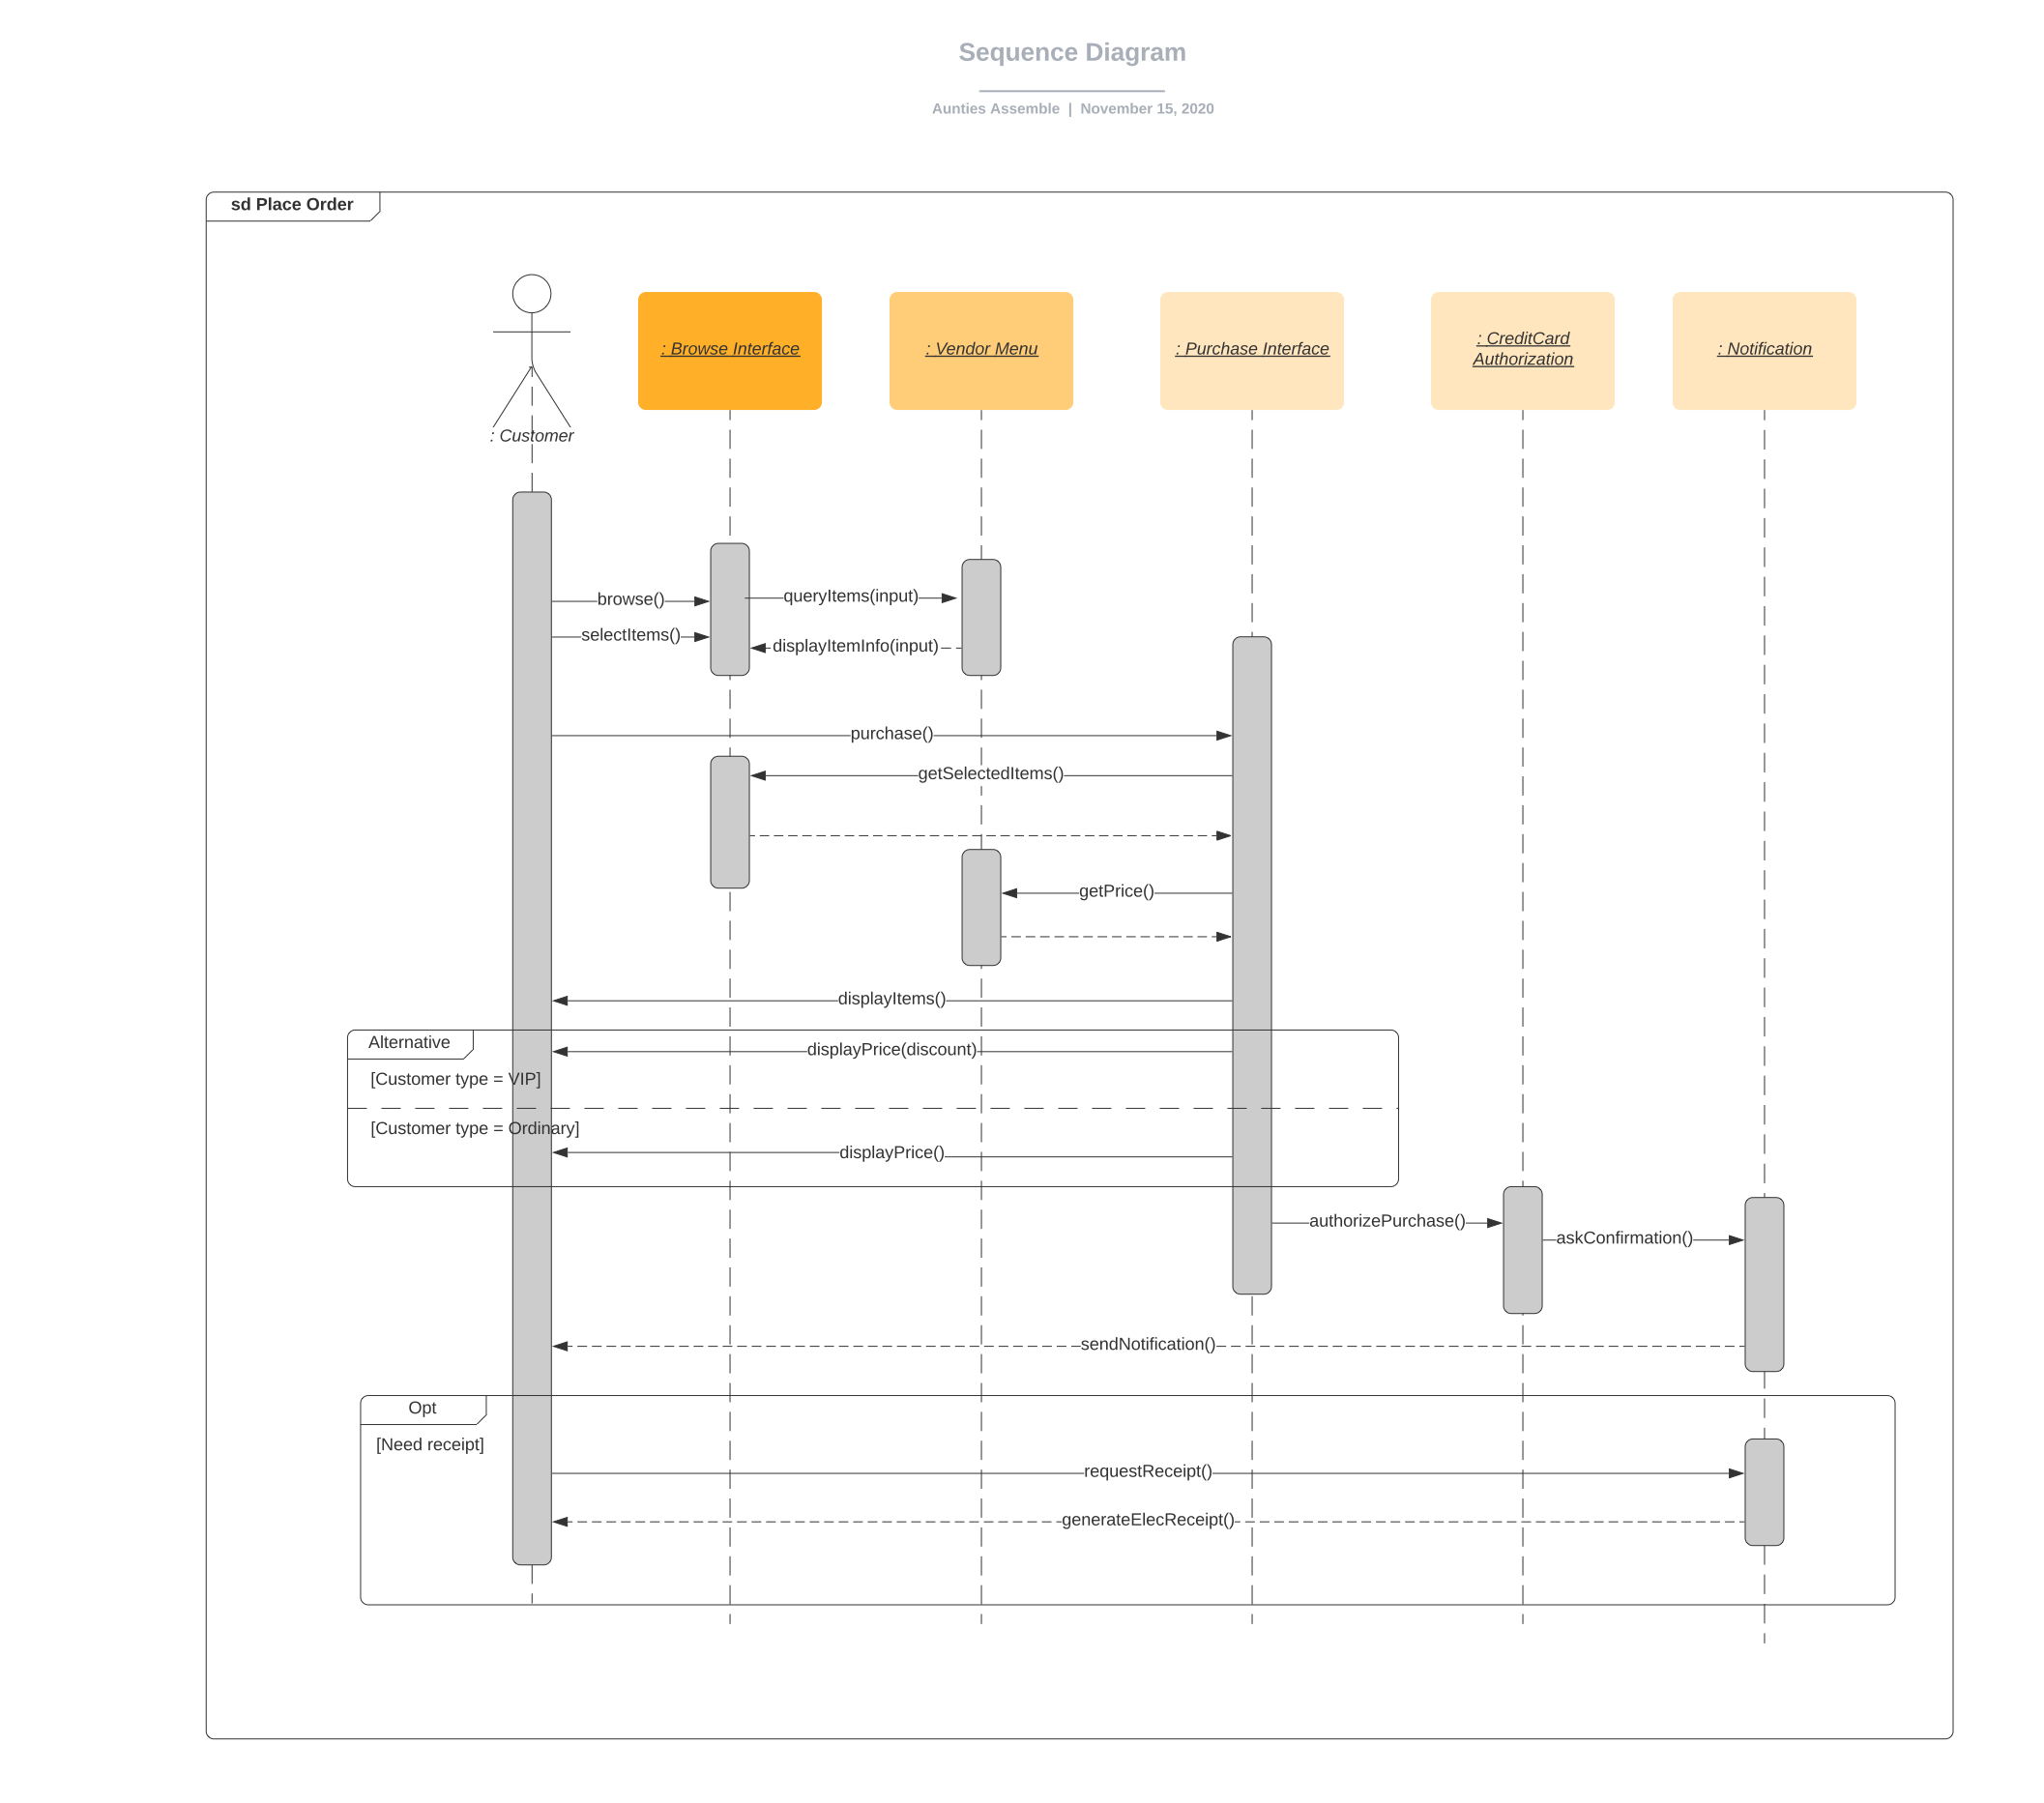 Sequence Diagram
Aunties Assemble | November 15, 2020
sd Place Order
: Customer
: Browse Interface
: Vendor Menu
: Purchase Interface
: CreditCard
Authorization
: Notification
browse()
queryItems(input)
selectItems()
displayItemInfo(input)
purchase()
getSelectedItems()
getPrice()
displayItems()
Alternative
displayPrice(discount)
[Customer type = VIP]
[Customer type = Ordinary]
displayPrice()
authorizePurchase()
askConfirmation()
sendNotification()
Opt
[Need receipt]
requestReceipt()
generateElecReceipt()